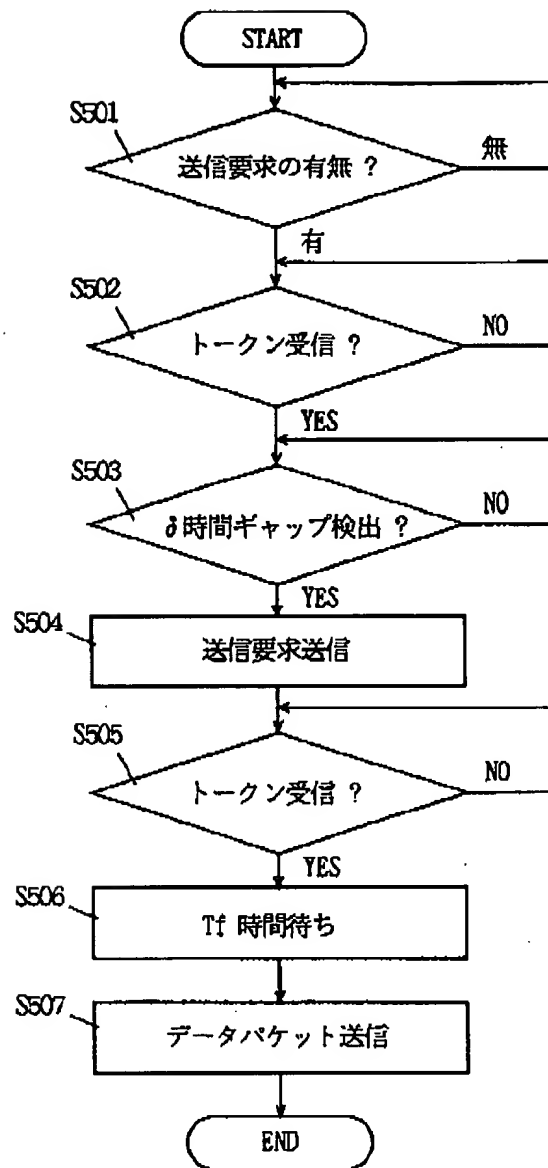 START
S501
送信要求の有無 ?
無
有
S502
トークン受信 ?
NO
YES
S503
δ時間ギャップ検出 ?
NO
YES
S504
送信要求送信
S505
トークン受信 ?
NO
YES
S506
Tf 時間待ち
S507
データパケット送信
END